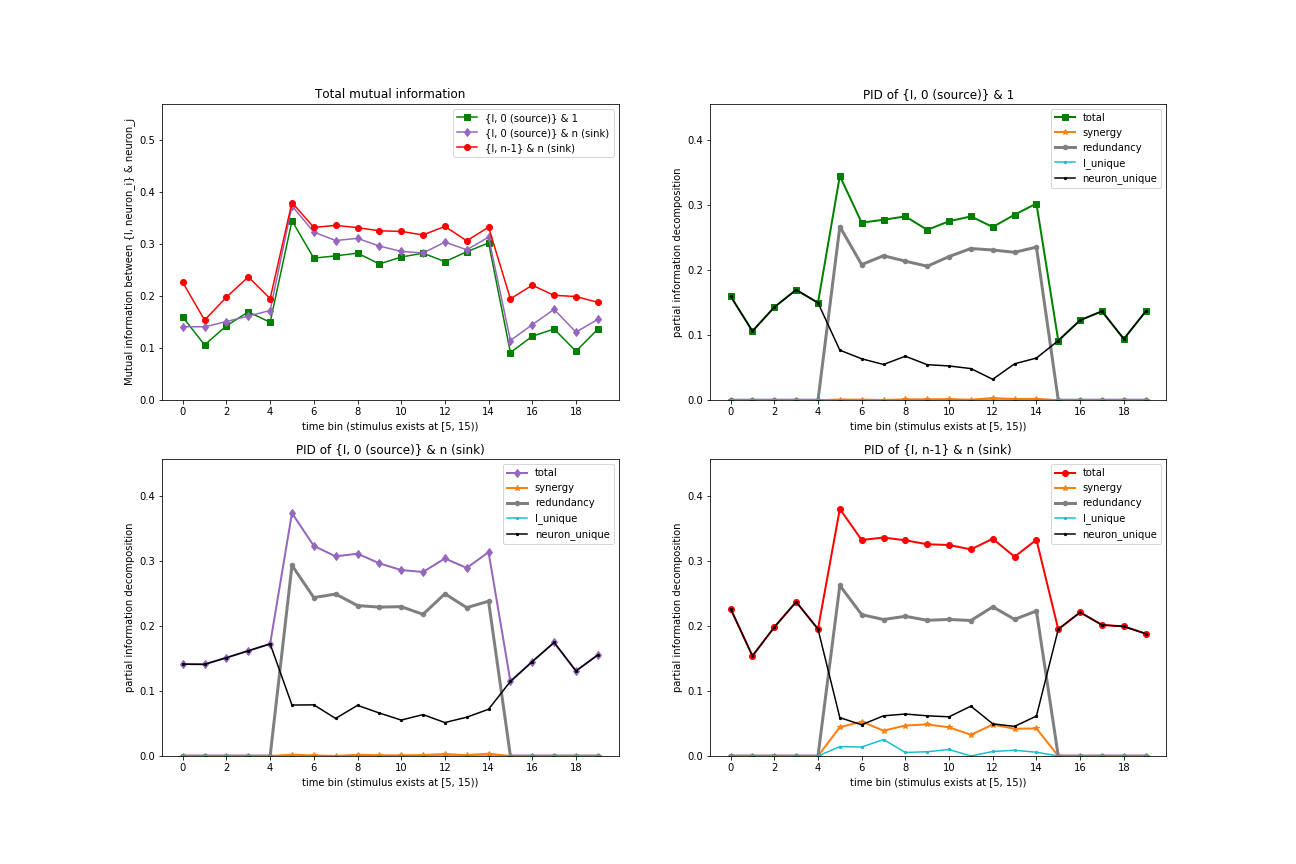 Total mutual information
Mutual information between {I, neuron_i} & neuron_j
0.5
0.4
0.3
0.2
0.1
0.0
{I, 0 (source)} & 1
{I, 0 (source)} & n (sink)
{I, n-1} & n (sink)
0 2 4 6 8 10 12 14 16 18
time bin (stimulus exists at [5, 15))
PID of {I, 0 (source)} & 1
partial information decomposition
0.4
0.3
0.2
0.1
0.0
total
synergy
redundancy
I_unique
neuron_unique
0 2 4 6 8 10 12 14 16 18
time bin (stimulus exists at [5, 15))
PID of {I, 0 (source)} & n (sink)
partial information decomposition
0.4
0.3
0.2
0.1
0.0
total
synergy
redundancy
I_unique
neuron_unique
0 2 4 6 8 10 12 14 16 18
time bin (stimulus exists at [5, 15))
PID of {I, n-1} & n (sink)
partial information decomposition
0.4
0.3
0.2
0.1
0.0
total
synergy
redundancy
I_unique
neuron_unique
0 2 4 6 8 10 12 14 16 18
time bin (stimulus exists at [5, 15))